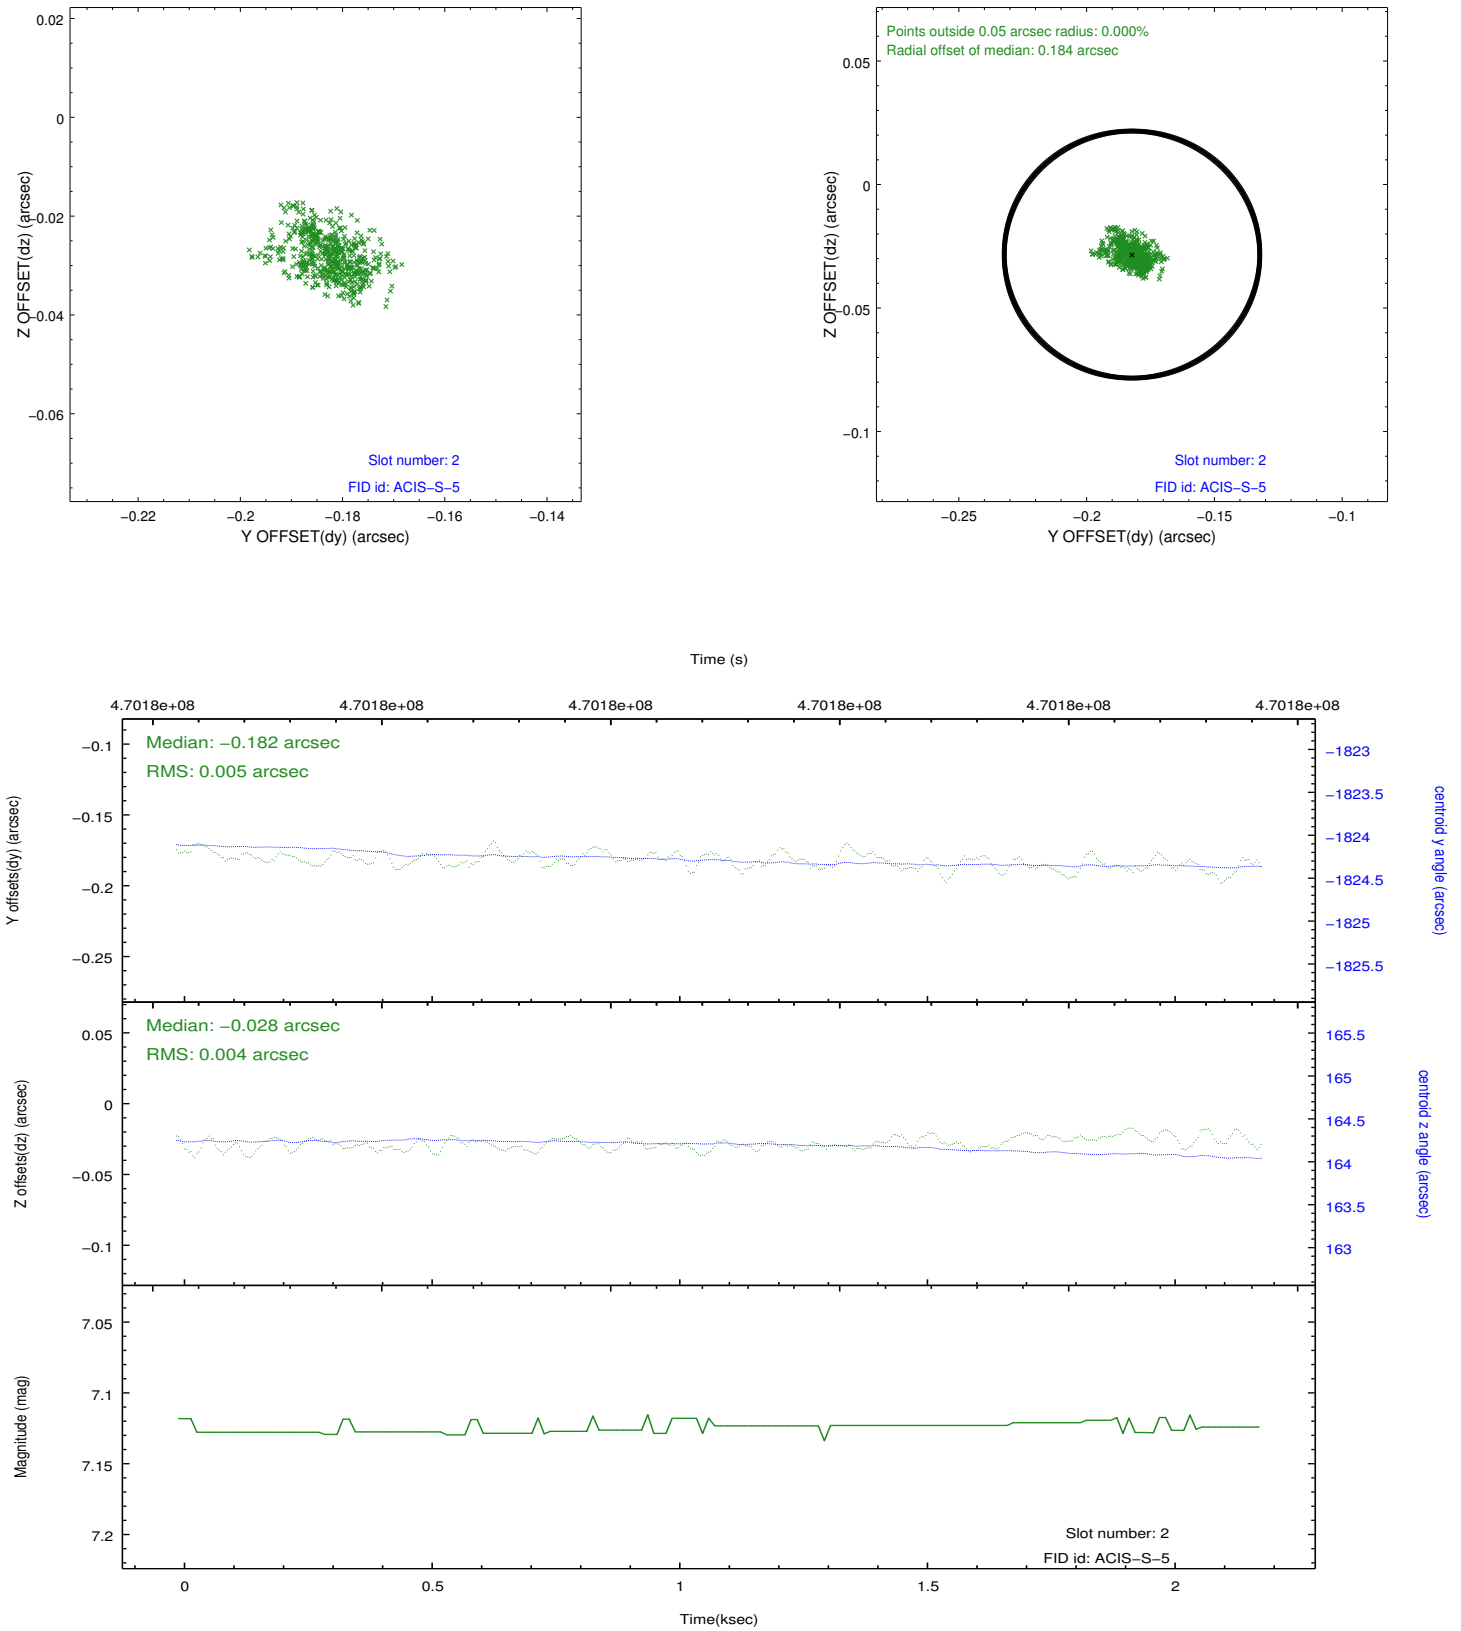 0.02
0
−0.02
−0.04
−0.06
Z OFFSET(dz) (arcsec)
Slot number: 2
FID id: ACIS−S−5
−0.22
−0.2
−0.18
−0.16
−0.14
Y OFFSET(dy) (arcsec)
Points outside 0.05 arcsec radius: 0.000%
Radial offset of median: 0.184 arcsec
0.05
0
−0.05
−0.1
Z OFFSET(dz) (arcsec)
Slot number: 2
FID id: ACIS−S−5
−0.25
−0.2
−0.15
−0.1
Y OFFSET(dy) (arcsec)
Time (s)
4.7018e+08
4.7018e+08
4.7018e+08
4.7018e+08
4.7018e+08
4.7018e+08
Median: −0.182 arcsec
RMS: 0.005 arcsec
−0.1
−0.15
−0.2
−0.25
Y offsets(dy) (arcsec)
−1823
−1823.5
−1824
−1824.5
−1825
−1825.5
centroid y angle (arcsec)
Median: −0.028 arcsec
RMS: 0.004 arcsec
0.05
0
−0.05
−0.1
Z offsets(dz) (arcsec)
165.5
165
164.5
164
163.5
163
centroid z angle (arcsec)
7.05
7.1
7.15
7.2
Magnitude (mag)
Slot number: 2
FID id: ACIS−S−5
0
0.5
1
1.5
2
Time(ksec)